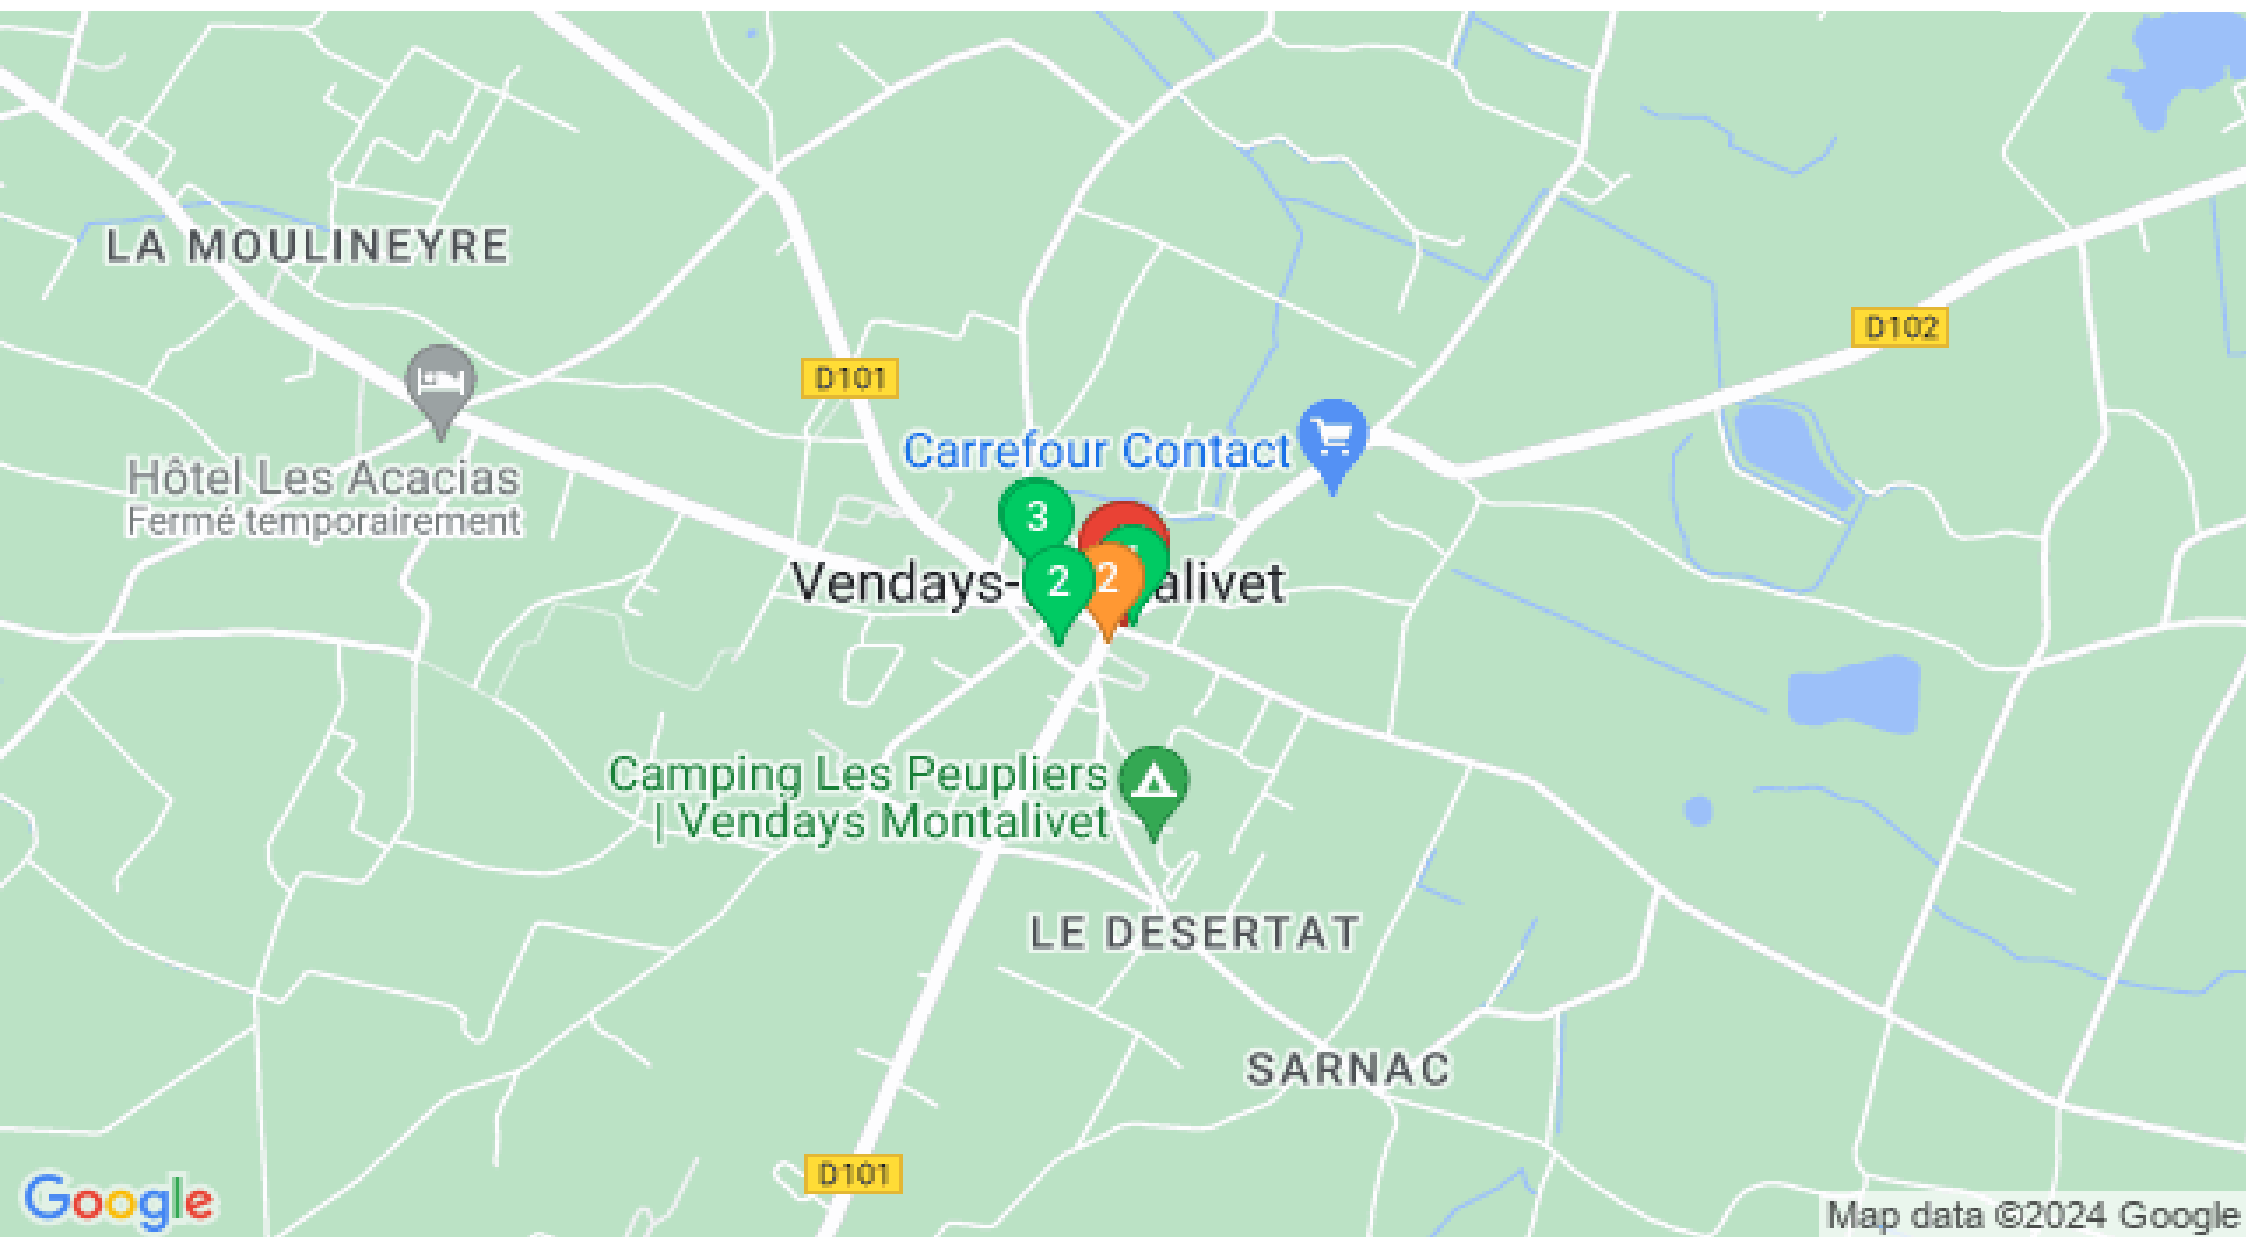 LA MOULINEYRE
D102
D101
Carrefour Contact
Hôtel Les Acacias
Fermé temporairement
3
Vendays- alivet
2
2
Camping Les Peupliers
| Vendays Montalivet
LE DESERTAT
SARNAC
D101
Google
Map data ©2024 Google